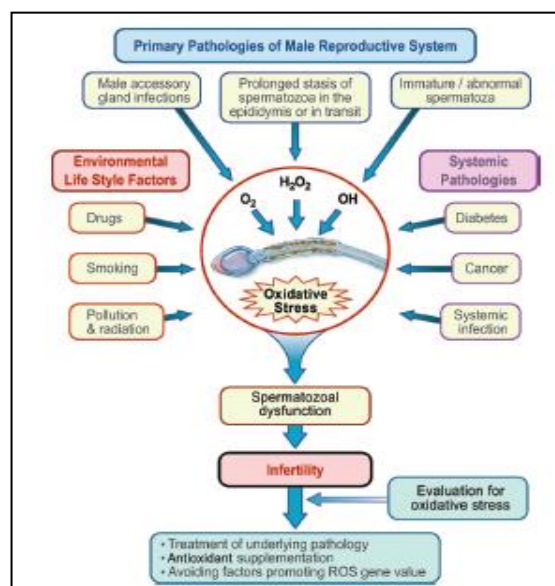 Primary Pathologies of Male Reproductive System
Male accessory
gland infections
Prolonged stasis of
spermatozoa in the
epididymis or in transit
Immature / abnormal
spermatoza
Environmental
Life Style Factors
Drugs
Smoking
Pollution
& radiation
O2
H2O2
OH
Oxidative
Stress
Systemic
Pathologies
Diabetes
Cancer
Systemic
infection
Spermatozoal
dysfunction
Infertility
Evaluation for
oxidative stress
• Treatment of underlying pathology
• Antioxidant supplementation
• Avoiding factors promoting ROS gene value